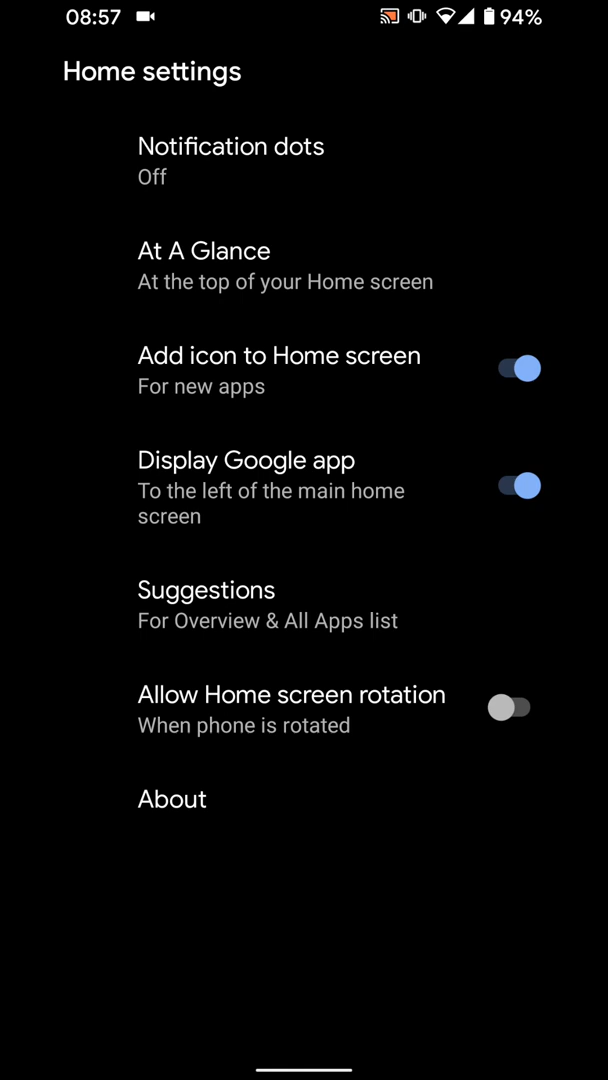 08:57 94%
Home settings
Notification dots
Off
At A Glance
At the top of your Home screen
Add icon to Home screen
For new apps
Display Google app
To the left of the main home
screen
Suggestions
For Overview & All Apps list
Allow Home screen rotation
When phone is rotated
About